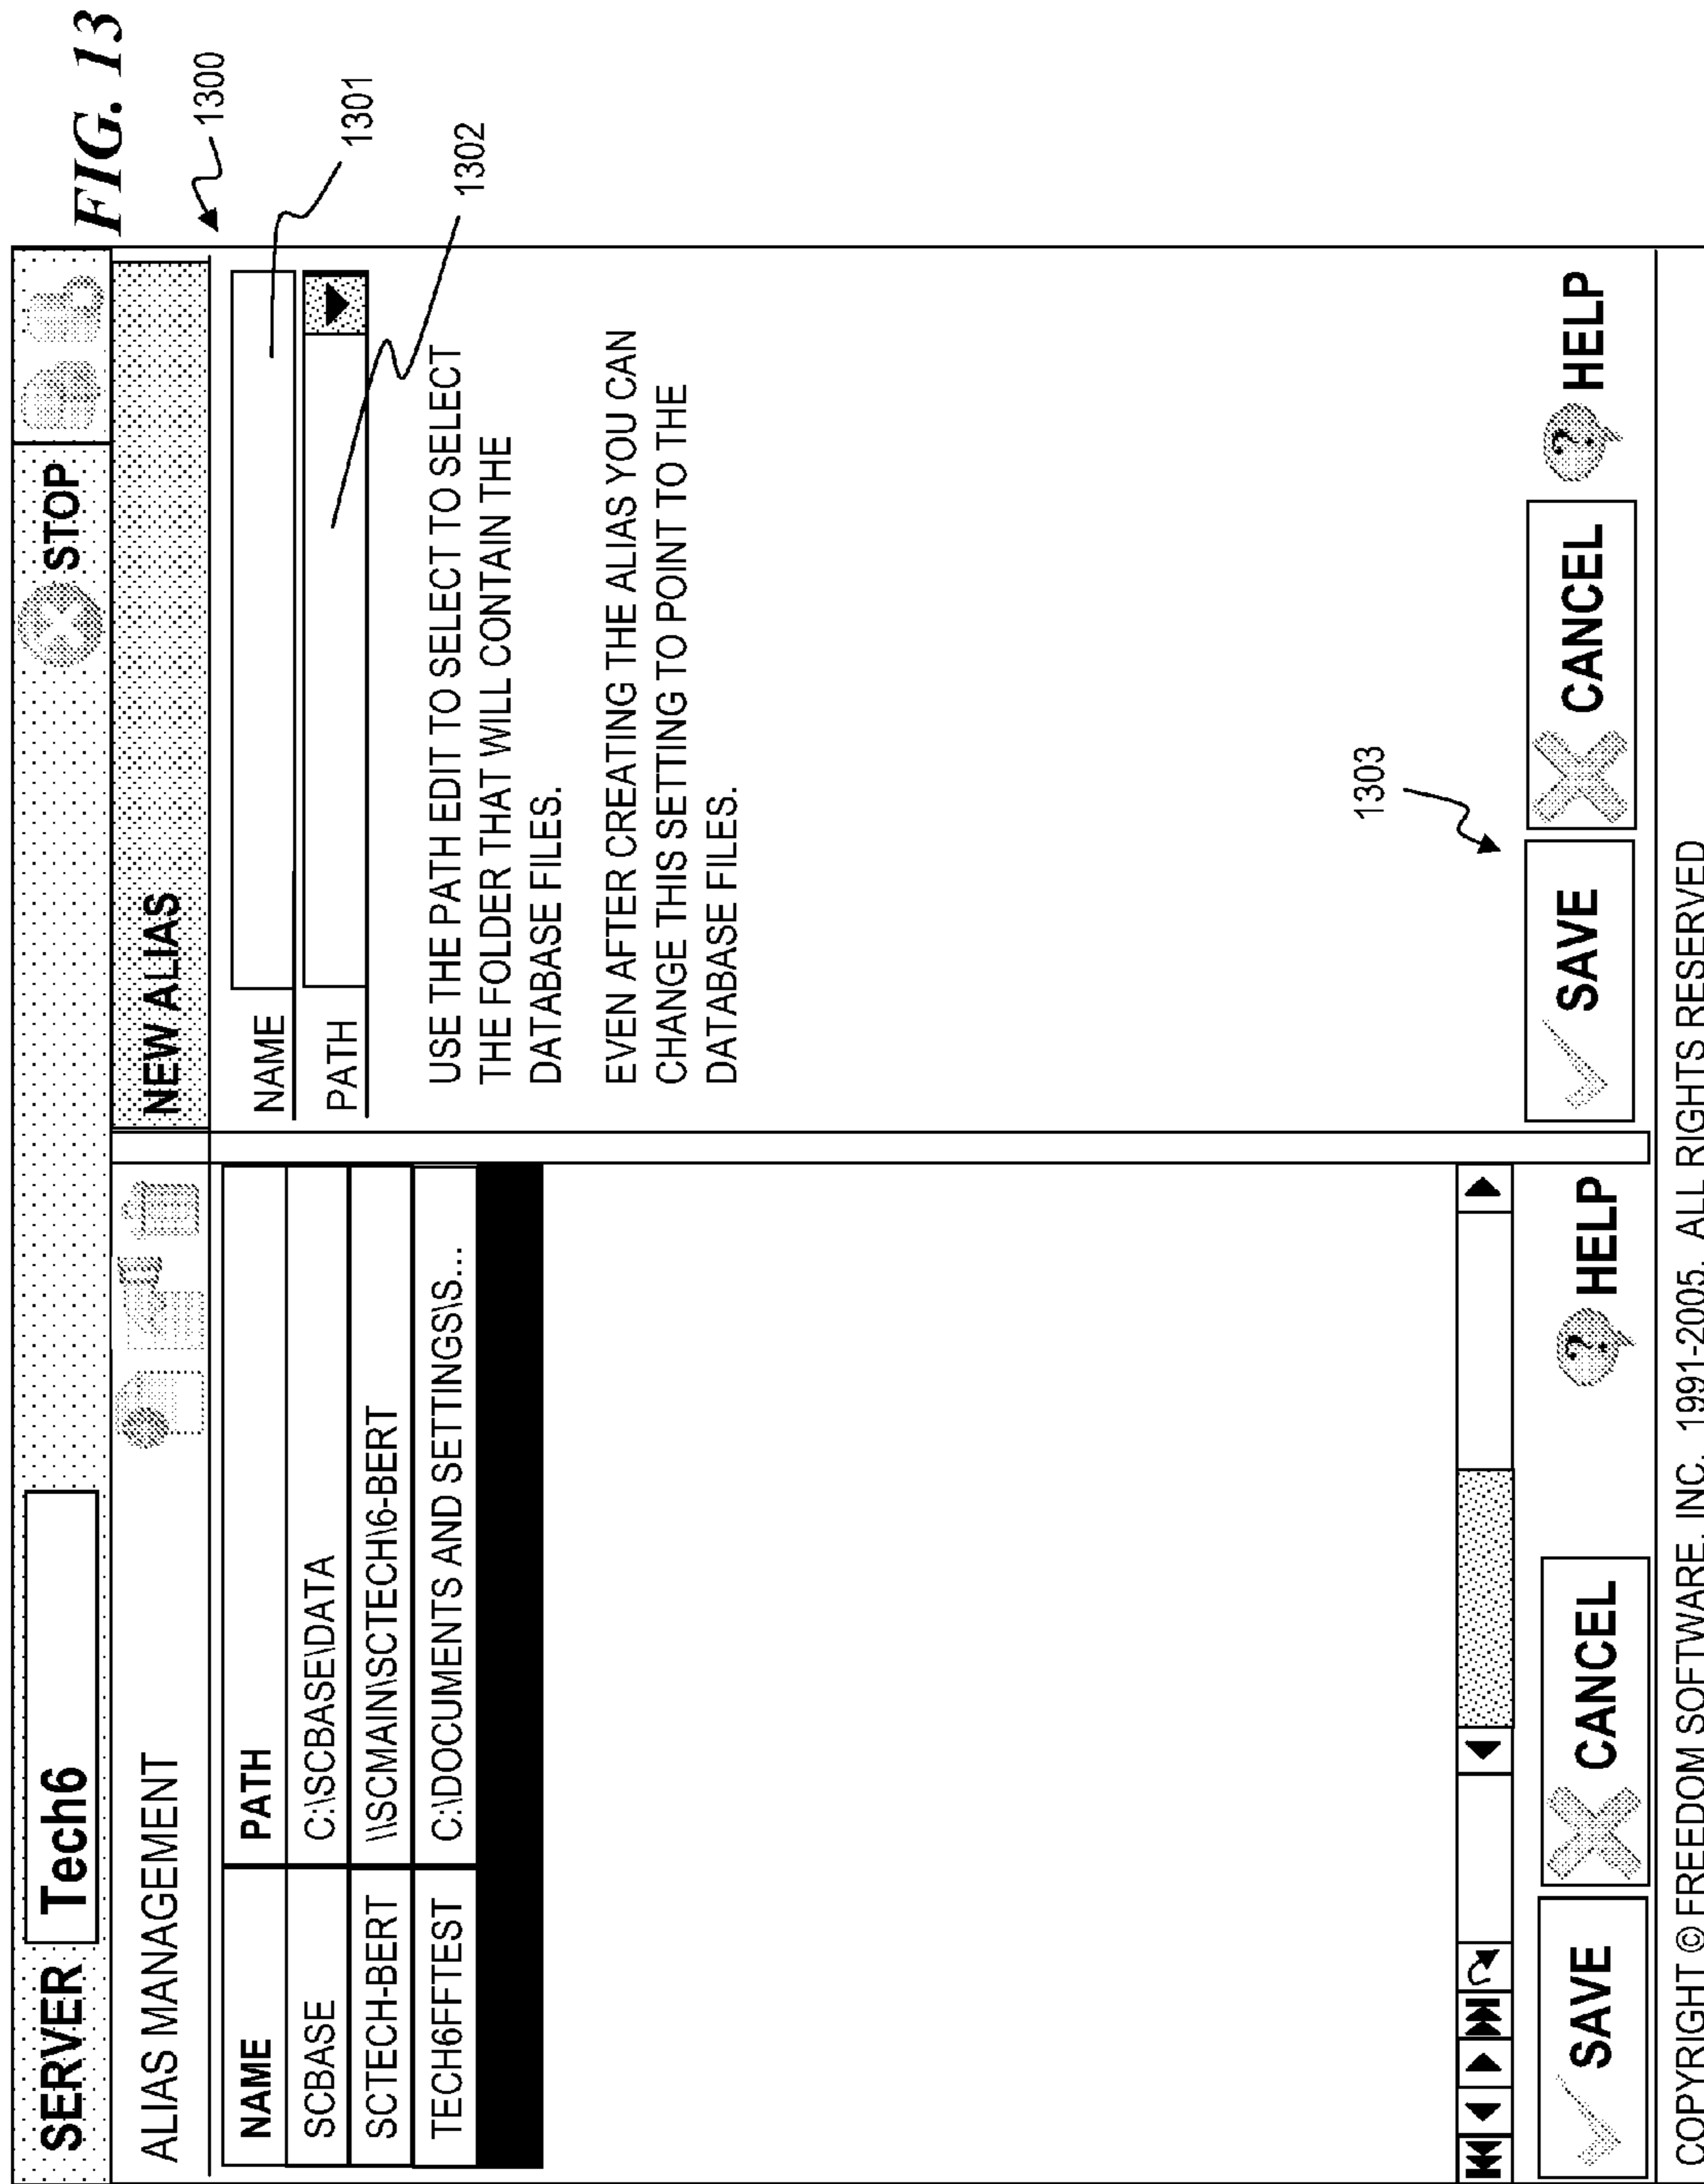 FIG. 13
1300
SERVER Tech6 STOP
ALIAS MANAGEMENT
NAME PATH
SCBASE C:\SCBASE\DATA
SCTECH-BERT \\SCMAIN\SCTECH\6-BERT
TECH6FFTEST C:\DOCUMENTS AND SETTINGS\S...
SAVE CANCEL ? HELP
NEW ALIAS
NAME
1301
PATH
1302
USE THE PATH EDIT TO SELECT TO SELECT
THE FOLDER THAT WILL CONTAIN THE
DATABASE FILES.
EVEN AFTER CREATING THE ALIAS YOU CAN
CHANGE THIS SETTING TO POINT TO THE
DATABASE FILES.
1303
SAVE CANCEL ? HELP
COPYRIGHT © FREEDOM SOFTWARE, INC. 1991-2005. ALL RIGHTS RESERVED